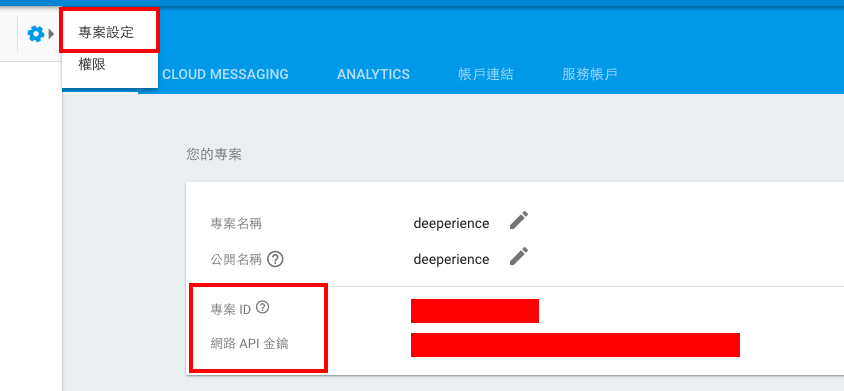 專案設定
權限
CLOUD MESSAGING ANALYTICS 帳戶連結 服務帳戶
您的專案
專案名稱 deeperience
公開名稱 deeperience
專案 ID
網路 API 金鑰